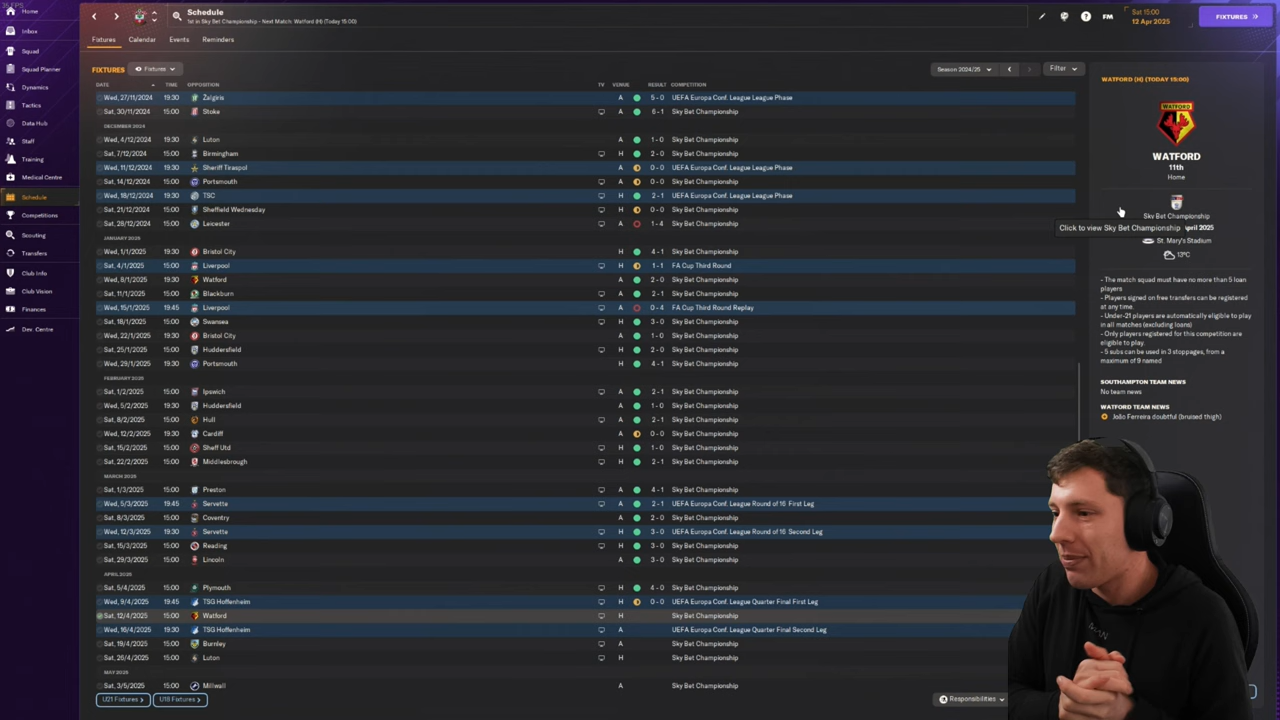 36 FPS
Home
Schedule
1st in Sky Bet Championship - Next Match: Watford (H) (Today 15:00)
FM
Sat 15:00
12 Apr 2025
FIXTURES
Inbox
Squad
Squad Planner
Dynamics
Tactics
Data Hub
Staff
Training
Medical Centre
Schedule
Competitions
Scouting
Transfers
Club Info
Club Vision
Finances
Dev. Centre
Fixtures Calendar Events Reminders
FIXTURES Fixtures
Season 2024/25 Filter
DATE TIME OPPOSITION TV VENUE RESULT COMPETITION
Wed, 27/11/2024 19:30 Zalgiris A 5 - 0 UEFA Europa Conf. League League Phase
Sat, 30/11/2024 15:00 Stoke A 6 - 1 Sky Bet Championship
DECEMBER 2024
Wed, 4/12/2024 19:30 Luton A 1 - 0 Sky Bet Championship
Sat, 7/12/2024 15:00 Birmingham H 2 - 0 Sky Bet Championship
Wed, 11/12/2024 19:30 Sheriff Tiraspol A 0 - 0 UEFA Europa Conf. League League Phase
Sat, 14/12/2024 15:00 Portsmouth A 1 - 1 Sky Bet Championship
Wed, 18/12/2024 19:30 TSC H 2 - 1 UEFA Europa Conf. League League Phase
Sat, 21/12/2024 15:00 Sheffield Wednesday H 0 - 0 Sky Bet Championship
Sat, 28/12/2024 15:00 Leicester A 1 - 4 Sky Bet Championship
JANUARY 2025
Wed, 1/1/2025 19:30 Bristol City H 4 - 1 Sky Bet Championship
Sat, 4/1/2025 15:00 Liverpool H 1 - 1 FA Cup Third Round
Wed, 8/1/2025 19:30 Watford A 2 - 0 Sky Bet Championship
Sat, 11/1/2025 15:00 Blackburn A 2 - 1 Sky Bet Championship
Wed, 15/1/2025 19:45 Liverpool A 0 - 4 FA Cup Third Round Replay
Sat, 18/1/2025 15:00 Swansea H 3 - 0 Sky Bet Championship
Wed, 22/1/2025 19:30 Bristol City A 1 - 0 Sky Bet Championship
Sat, 25/1/2025 15:00 Huddersfield H 2 - 0 Sky Bet Championship
Wed, 29/1/2025 19:30 Portsmouth H 4 - 1 Sky Bet Championship
FEBRUARY 2025
Sat, 1/2/2025 15:00 Ipswich H 2 - 1 Sky Bet Championship
Wed, 5/2/2025 19:30 Huddersfield A 1 - 0 Sky Bet Championship
Sat, 8/2/2025 15:00 Hull A 2 - 1 Sky Bet Championship
Wed, 12/2/2025 19:30 Cardiff A 0 - 0 Sky Bet Championship
Sat, 15/2/2025 15:00 Sheff Utd H 1 - 0 Sky Bet Championship
Sat, 22/2/2025 15:00 Middlesbrough H 2 - 1 Sky Bet Championship
MARCH 2025
Sat, 1/3/2025 15:00 Preston A 4 - 1 Sky Bet Championship
Wed, 5/3/2025 19:45 Servette A 2 - 1 UEFA Europa Conf. League Round of 16 First Leg
Sat, 8/3/2025 15:00 Coventry A 2 - 0 Sky Bet Championship
Wed, 12/3/2025 19:30 Servette H 3 - 0 UEFA Europa Conf. League Round of 16 Second Leg
Sat, 15/3/2025 15:00 Reading H 3 - 0 Sky Bet Championship
Sat, 29/3/2025 15:00 Lincoln A 3 - 0 Sky Bet Championship
APRIL 2025
Sat, 5/4/2025 15:00 Plymouth H 4 - 0 Sky Bet Championship
Wed, 9/4/2025 19:45 TSG Hoffenheim H 0 - 0 UEFA Europa Conf. League Quarter Final First Leg
Sat, 12/4/2025 15:00 Watford H Sky Bet Championship
Wed, 16/4/2025 19:30 TSG Hoffenheim A UEFA Europa Conf. League Quarter Final Second Leg
Sat, 19/4/2025 15:00 Burnley A Sky Bet Championship
Sat, 26/4/2025 15:00 Luton H Sky Bet Championship
MAY 2025
Sat, 3/5/2025 15:00 Millwall A Sky Bet Championship
U21 Fixtures > U18 Fixtures >
Responsibilities
WATFORD (H) (TODAY 15:00)
WATFORD
WATFORD
11th
Home
Sky Bet Championship
Click to view Sky Bet Championship
April 2025
St. Mary's Stadium
13°C
- The match squad must have no more than 5 loan
players
- Players signed on free transfers can be registered
at any time.
- Under-21 players are automatically eligible to play
in all matches (excluding loans)
- Only players registered for this competition are
eligible to play.
- 5 subs can be used in 3 stoppages, from a
maximum of 9 named
SOUTHAMPTON TEAM NEWS
No team news
WATFORD TEAM NEWS
João Ferreira doubtful (bruised thigh)